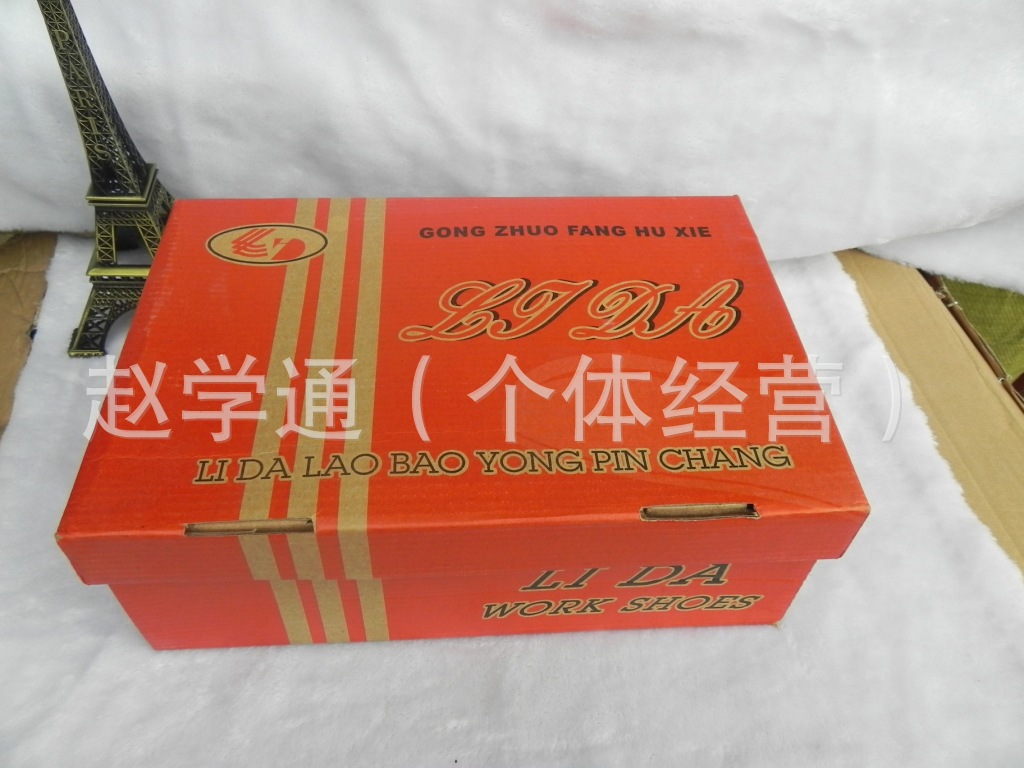 GONG ZHUO FANG HU XIE
LI DA
赵学通（个体经营）
LI DA LAO BAO YONG PIN CHANG
LI DA
WORK SHOES